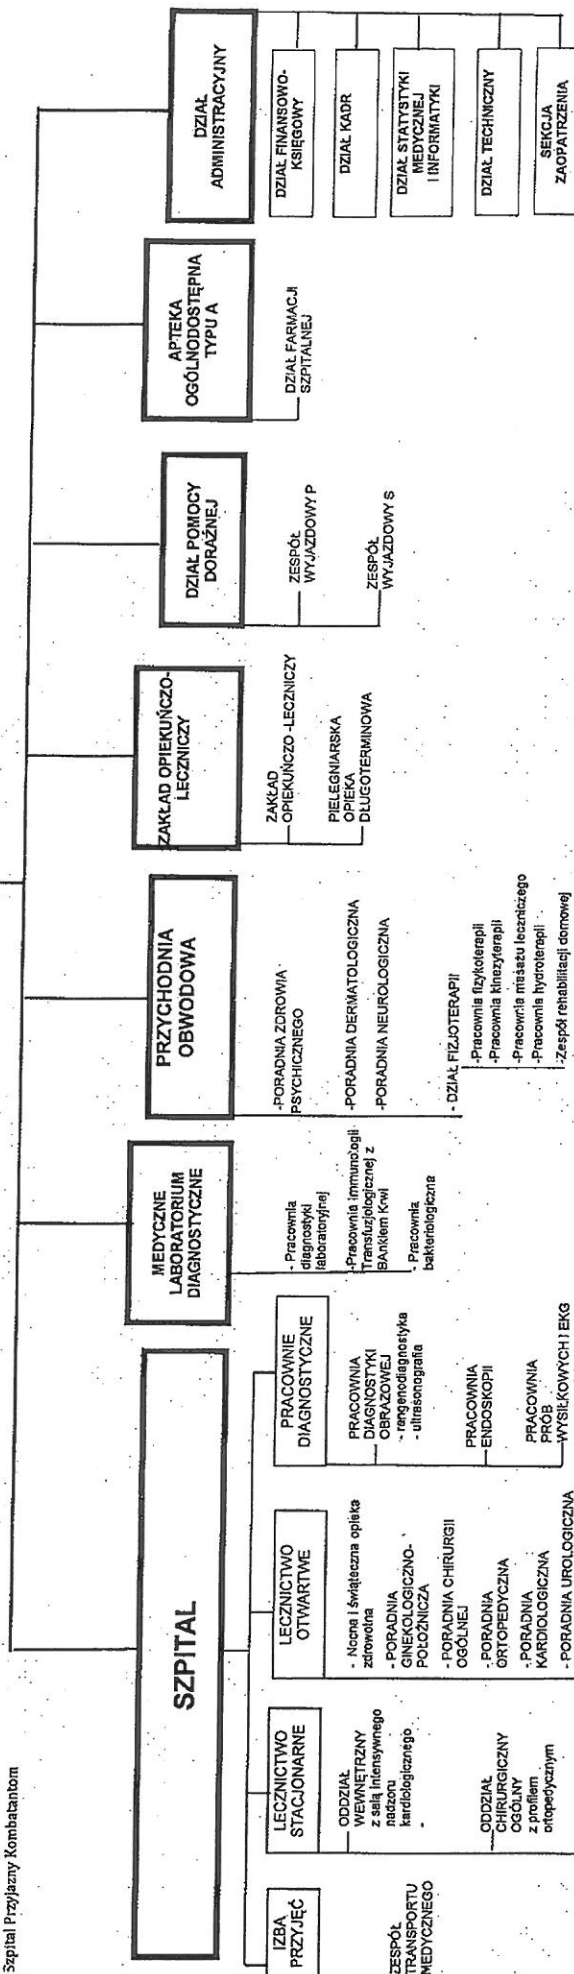 Szpital Przyjazny Kombatantom
SZPITAL
IZBA
PRZYJĘĆ
ZESPÓŁ
TRANSPORTU
MEDYCZNEGO
LECZNICTWO
STACJONARNE
ODDZIAŁ
WEWNĘTRZNY
z salą intensywnego
nadzoru
kardiologicznego
-
ODDZIAŁ
CHIRURGICZNY
OGÓLNY
z profilem
ortopedycznym
LECZNICTWO
OTWARTWE
- Nocna i świąteczna opieka
zdrowotna
- PORADNIA
GINEKOLOGICZNO-
POŁOŻNICZA
- PORADNIA CHIRURGII
OGÓLNEJ
- PORADNIA
ORTOPEDYCZNA
- PORADNIA
KARDIOLOGICZNA
- PORADNIA UROLOGICZNA
PRACOWNIE
DIAGNOSTYCZNE
PRACOWNIA
DIAGNOSTYKI
OBRAZOWEJ
- rengenodiagnostyka
- ultrasonografia
PRACOWNIA
ENDOSKOPII
PRACOWNIA
PRÓB
WYSIŁKOWYCH I EKG
MEDYCZNE
LABORATORIUM
DIAGNOSTYCZNE
- Pracownia
diagnostyki
laboratoryjnej
-Pracownia Immunologii
Transfuzjologicznej z
BAnkiem Krwi
- Pracownia
bakteriologiczna
PRZYCHODNIA
OBWODOWA
-PORADNIA ZDROWIA
PSYCHICZNEGO
-PORADNIA DERMATOLOGICZNA
-PORADNIA NEUROLOGICZNA
- DZIAŁ FIZJOTERAPII
-Pracownia fizykoterapii
-Pracownia kinezyterapii
-Pracownia masażu leczniczego
-Pracownia hydroterapii
-Zespół rehabilitacji domowej
ZAKŁAD OPIEKUŃCZO-
LECZNICZY
ZAKŁAD
OPIEKUŃCZO -LECZNICZY
PIELEGNIARSKA
OPIEKA
DŁUGOTERMINOWA
DZIAŁ POMOCY
DORAŹNEJ
ZESPÓŁ
WYJAZDOWY P
ZESPÓŁ
WYJAZDOWY S
APTEKA
OGÓLNODOSTĘPNA
TYPU A
DZIAŁ FARMACJI
SZPITALNEJ
DZIAŁ
ADMINISTRACYJNY
DZIAŁ FINANSOWO-
KSIĘGOWY
DZIAŁ KADR
DZIAŁ STATYSTYKI
MEDYCZNEJ
I INFORMATYKI
DZIAŁ TECHNICZNY
SEKCJA
ZAOPATRZENIA